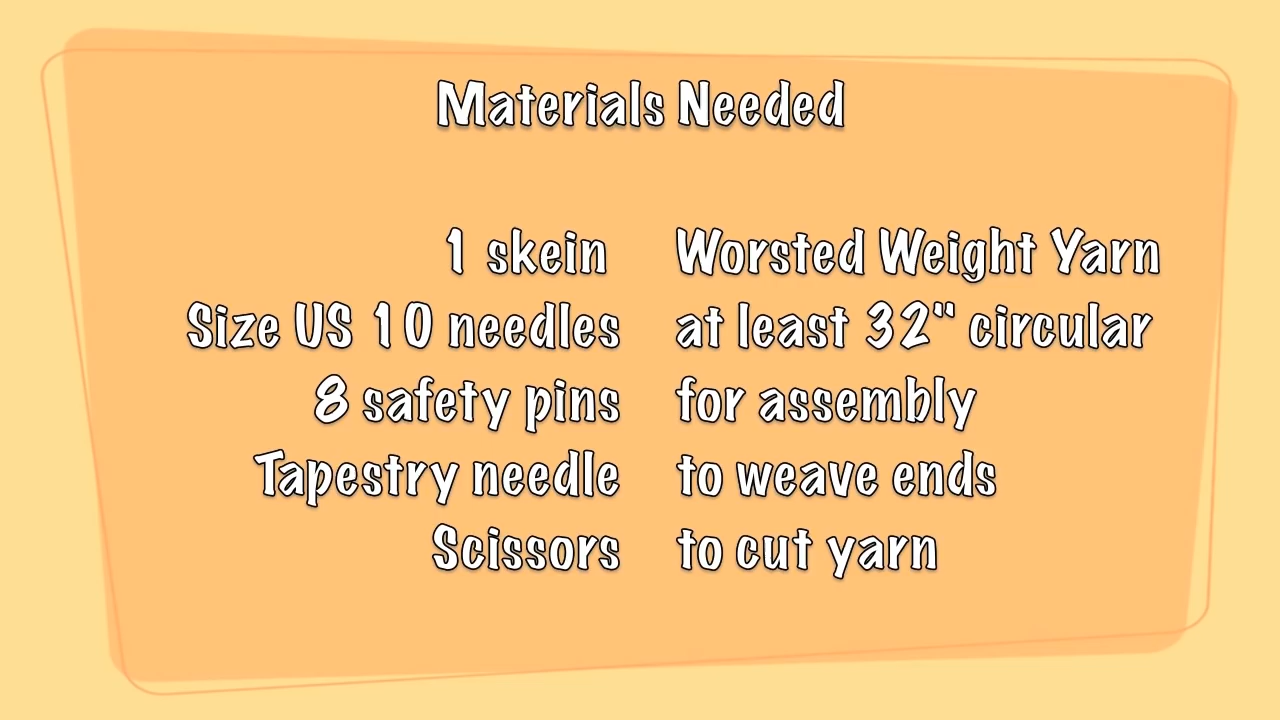 Materials Needed
1 skein Worsted Weight Yarn
Size US 10 needles at least 32" circular
8 safety pins for assembly
Tapestry needle to weave ends
Scissors to cut yarn